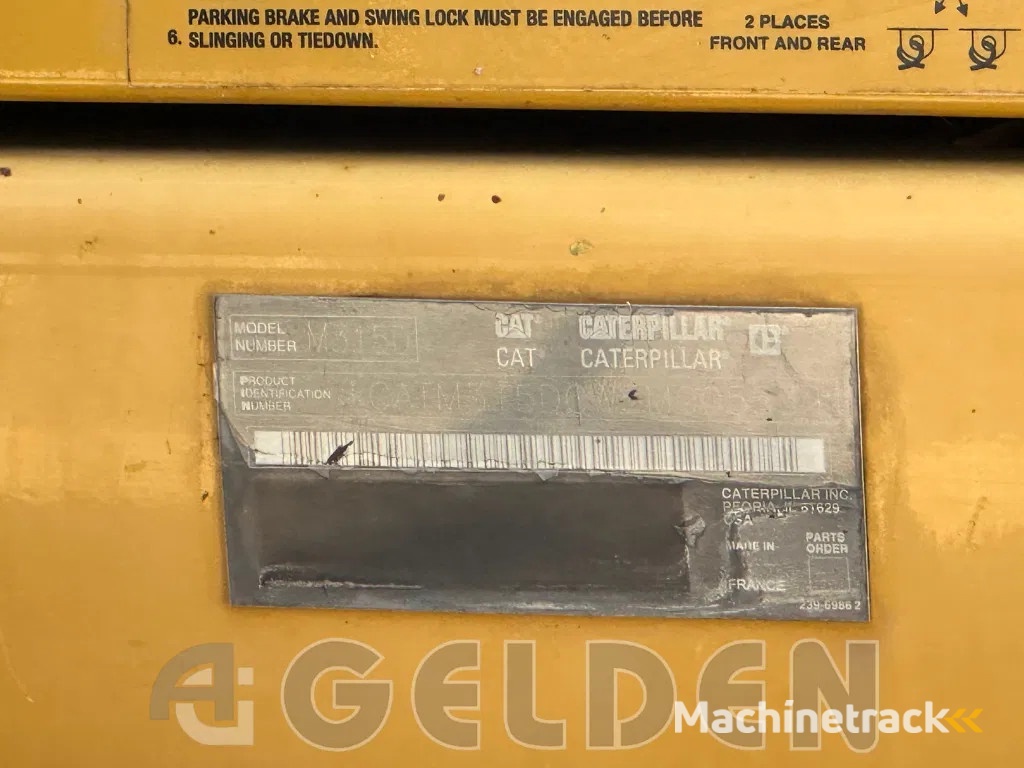 PARKING BRAKE AND SWING LOCK MUST BE ENGAGED BEFORE
6. SLINGING OR TIEDOWN.
2 PLACES
FRONT AND REAR
MODEL
NUMBER
M315D
CAT CATERPILLAR
CAT CATERPILLAR
PRODUCT
IDENTIFICATION
NUMBER
CATERPILLAR INC.
PEORIA, IL 61629
USA
MADE IN
FRANCE
PARTS
ORDER
239-6986 2
AJ GELDEN
Machinetrack